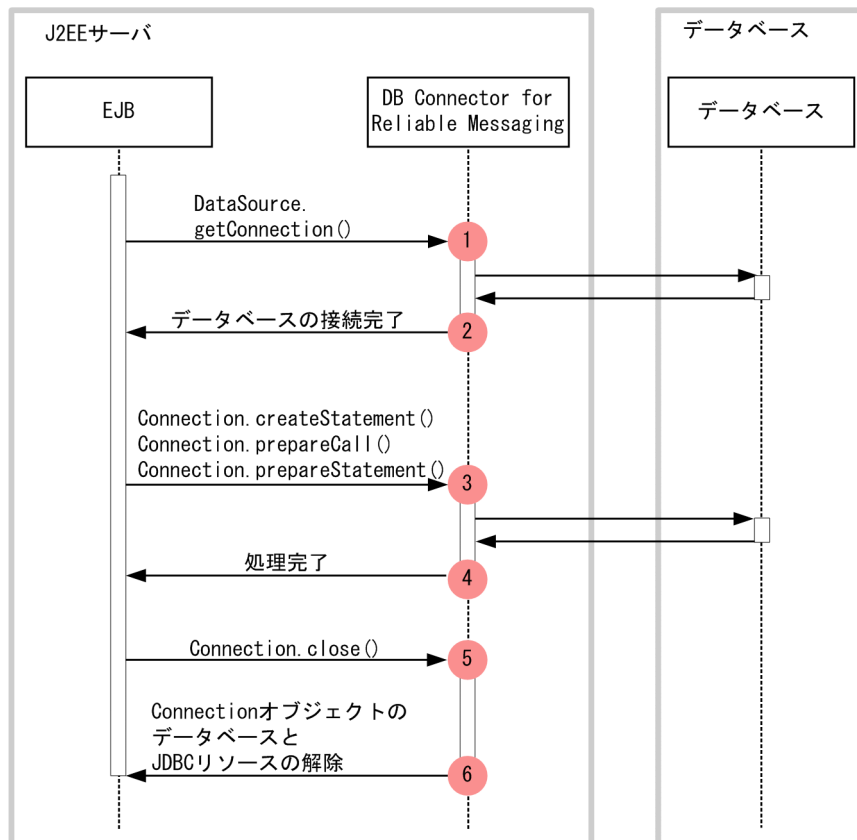 J2EEサーバ
データベース
EJB
DB Connector for
Reliable Messaging
データベース
DataSource.
getConnection()
1
データベースの接続完了
2
Connection.createStatement()
Connection.prepareCall()
Connection.prepareStatement()
3
処理完了
4
Connection.close()
5
Connectionオブジェクトの
データベースと
JDBCリソースの解除
6